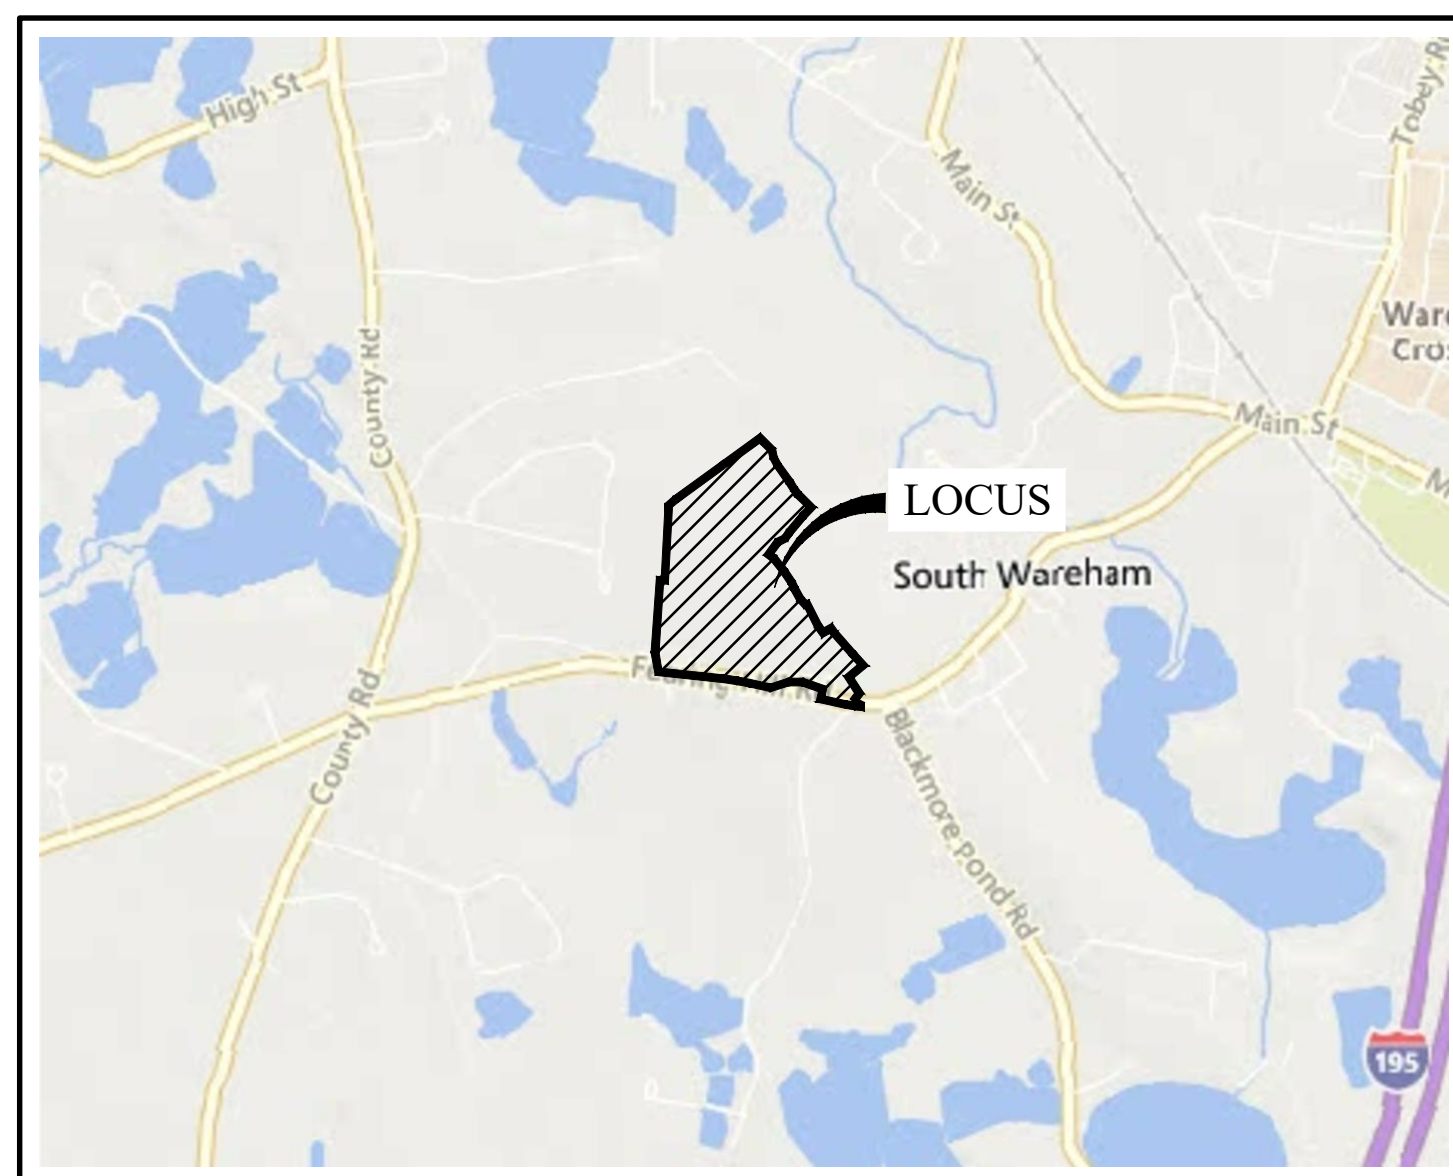 High St
Tobey R
Main St
County Rd
Ware
Cros
Main St
M
LOCUS
South Wareham
County Rd
Blackmore Pond Rd
195